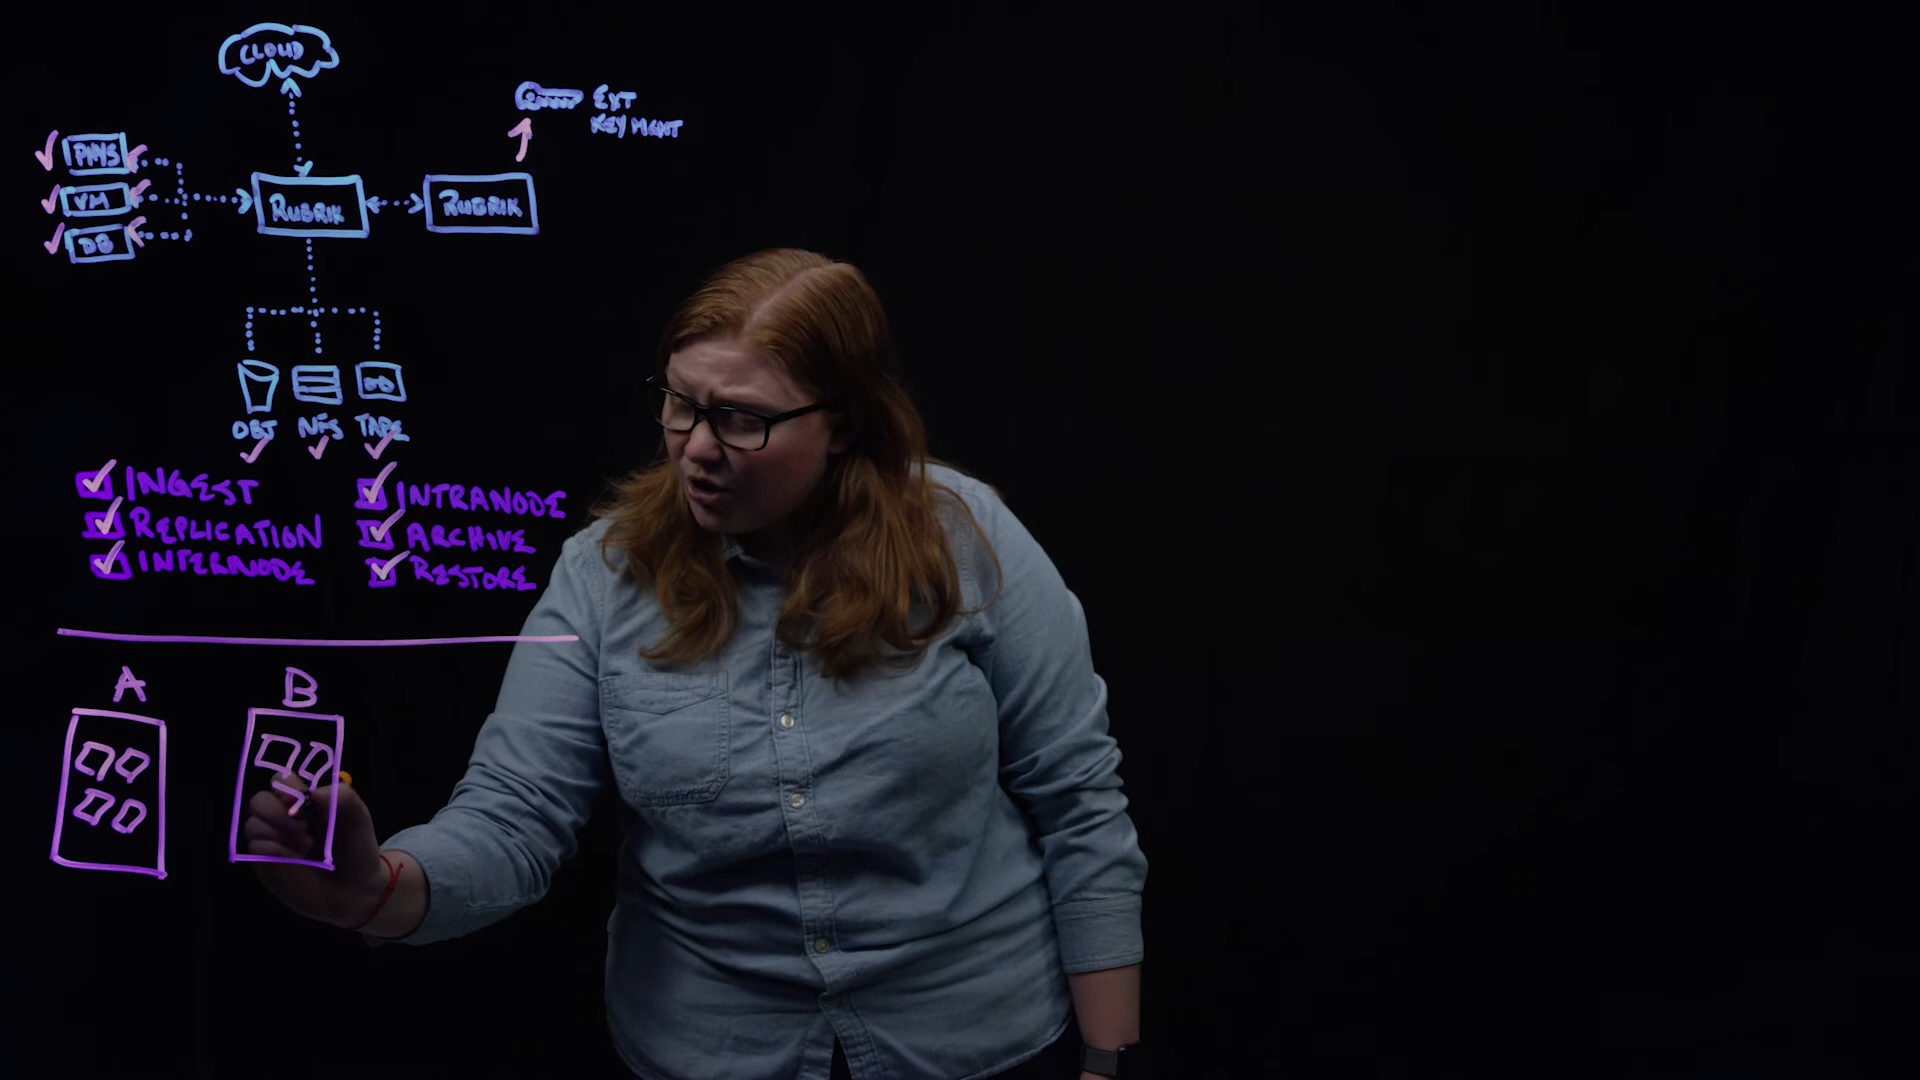 CLOUD
EXT
KEY MGMT
PHYS
VM
DB
RUBRIK
RUBRIK
OBJ NFS TAPE
INGEST
REPLICATION
INTERNODE
INTRANODE
ARCHIVE
RESTORE
A B